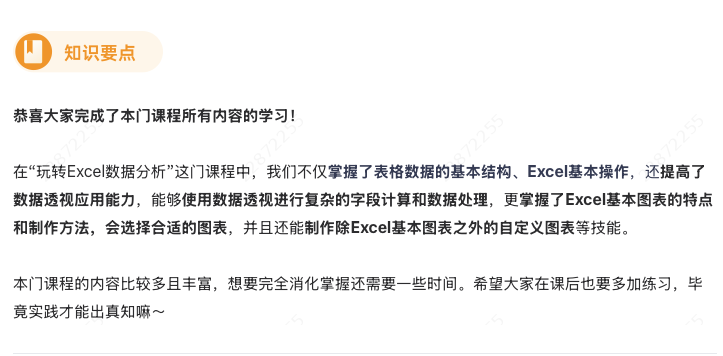 知识要点
恭喜大家完成了本门课程所有内容的学习！
在“玩转Excel数据分析”这门课程中，我们不仅掌握了表格数据的基本结构、Excel基本操作，还提高了
数据透视应用能力，能够使用数据透视进行复杂的字段计算和数据处理，更掌握了Excel基本图表的特点
和制作方法，会选择合适的图表，并且还能制作除Excel基本图表之外的自定义图表等技能。
本门课程的内容比较多且丰富，想要完全消化掌握还需要一些时间。希望大家在课后也要多加练习，毕
竟实践才能出真知嘛～